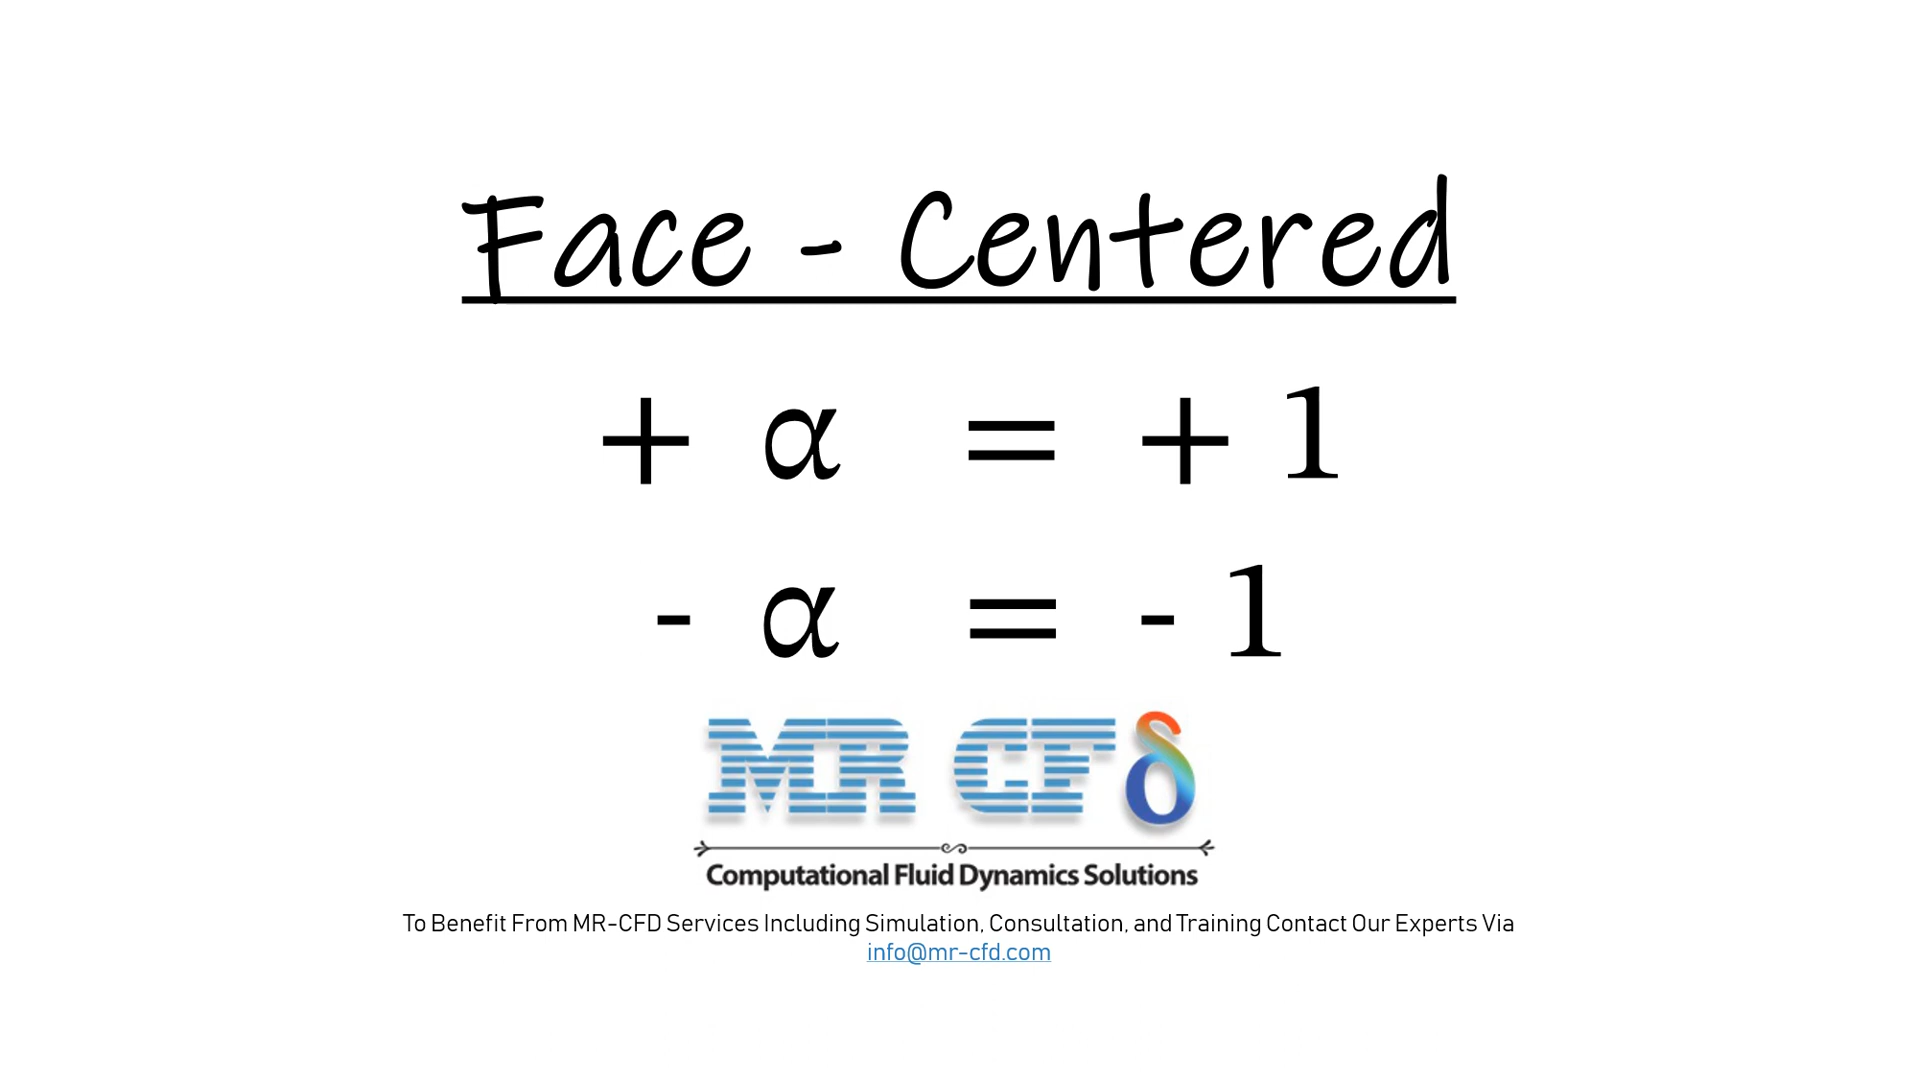 Face - Centered
+ α = + 1
- α = - 1
MR CFδ
Computational Fluid Dynamics Solutions
To Benefit From MR-CFD Services Including Simulation, Consultation, and Training Contact Our Experts Via
info@mr-cfd.com